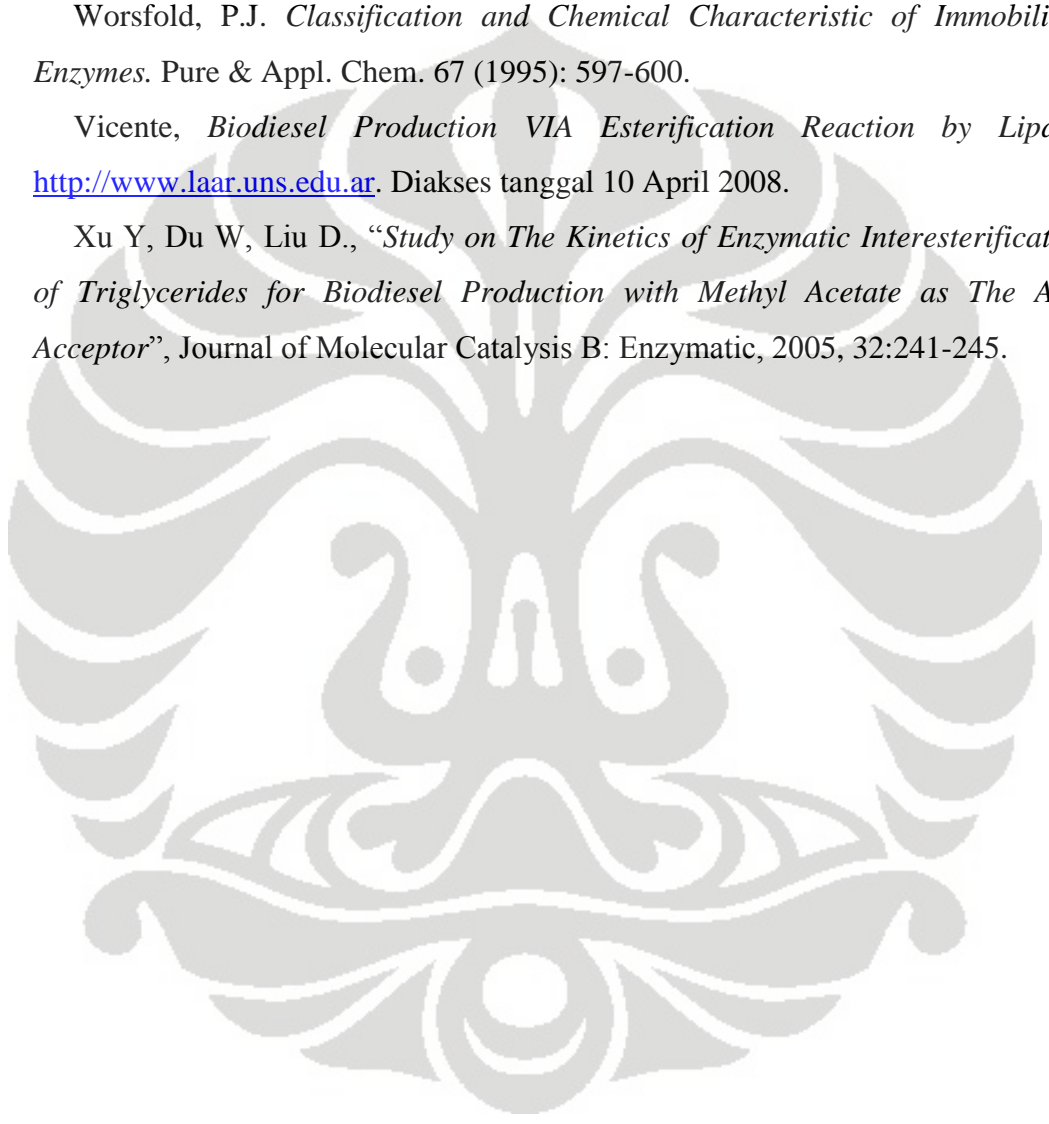 Worsfold, P.J. Classification and Chemical Characteristic of Immobili
Enzymes. Pure & Appl. Chem. 67 (1995): 597-600.
Vicente, Biodiesel Production VIA Esterification Reaction by Lipa
http://www.laar.uns.edu.ar. Diakses tanggal 10 April 2008.
Xu Y, Du W, Liu D., “Study on The Kinetics of Enzymatic Interesterificat
of Triglycerides for Biodiesel Production with Methyl Acetate as The A
Acceptor”, Journal of Molecular Catalysis B: Enzymatic, 2005, 32:241-245.